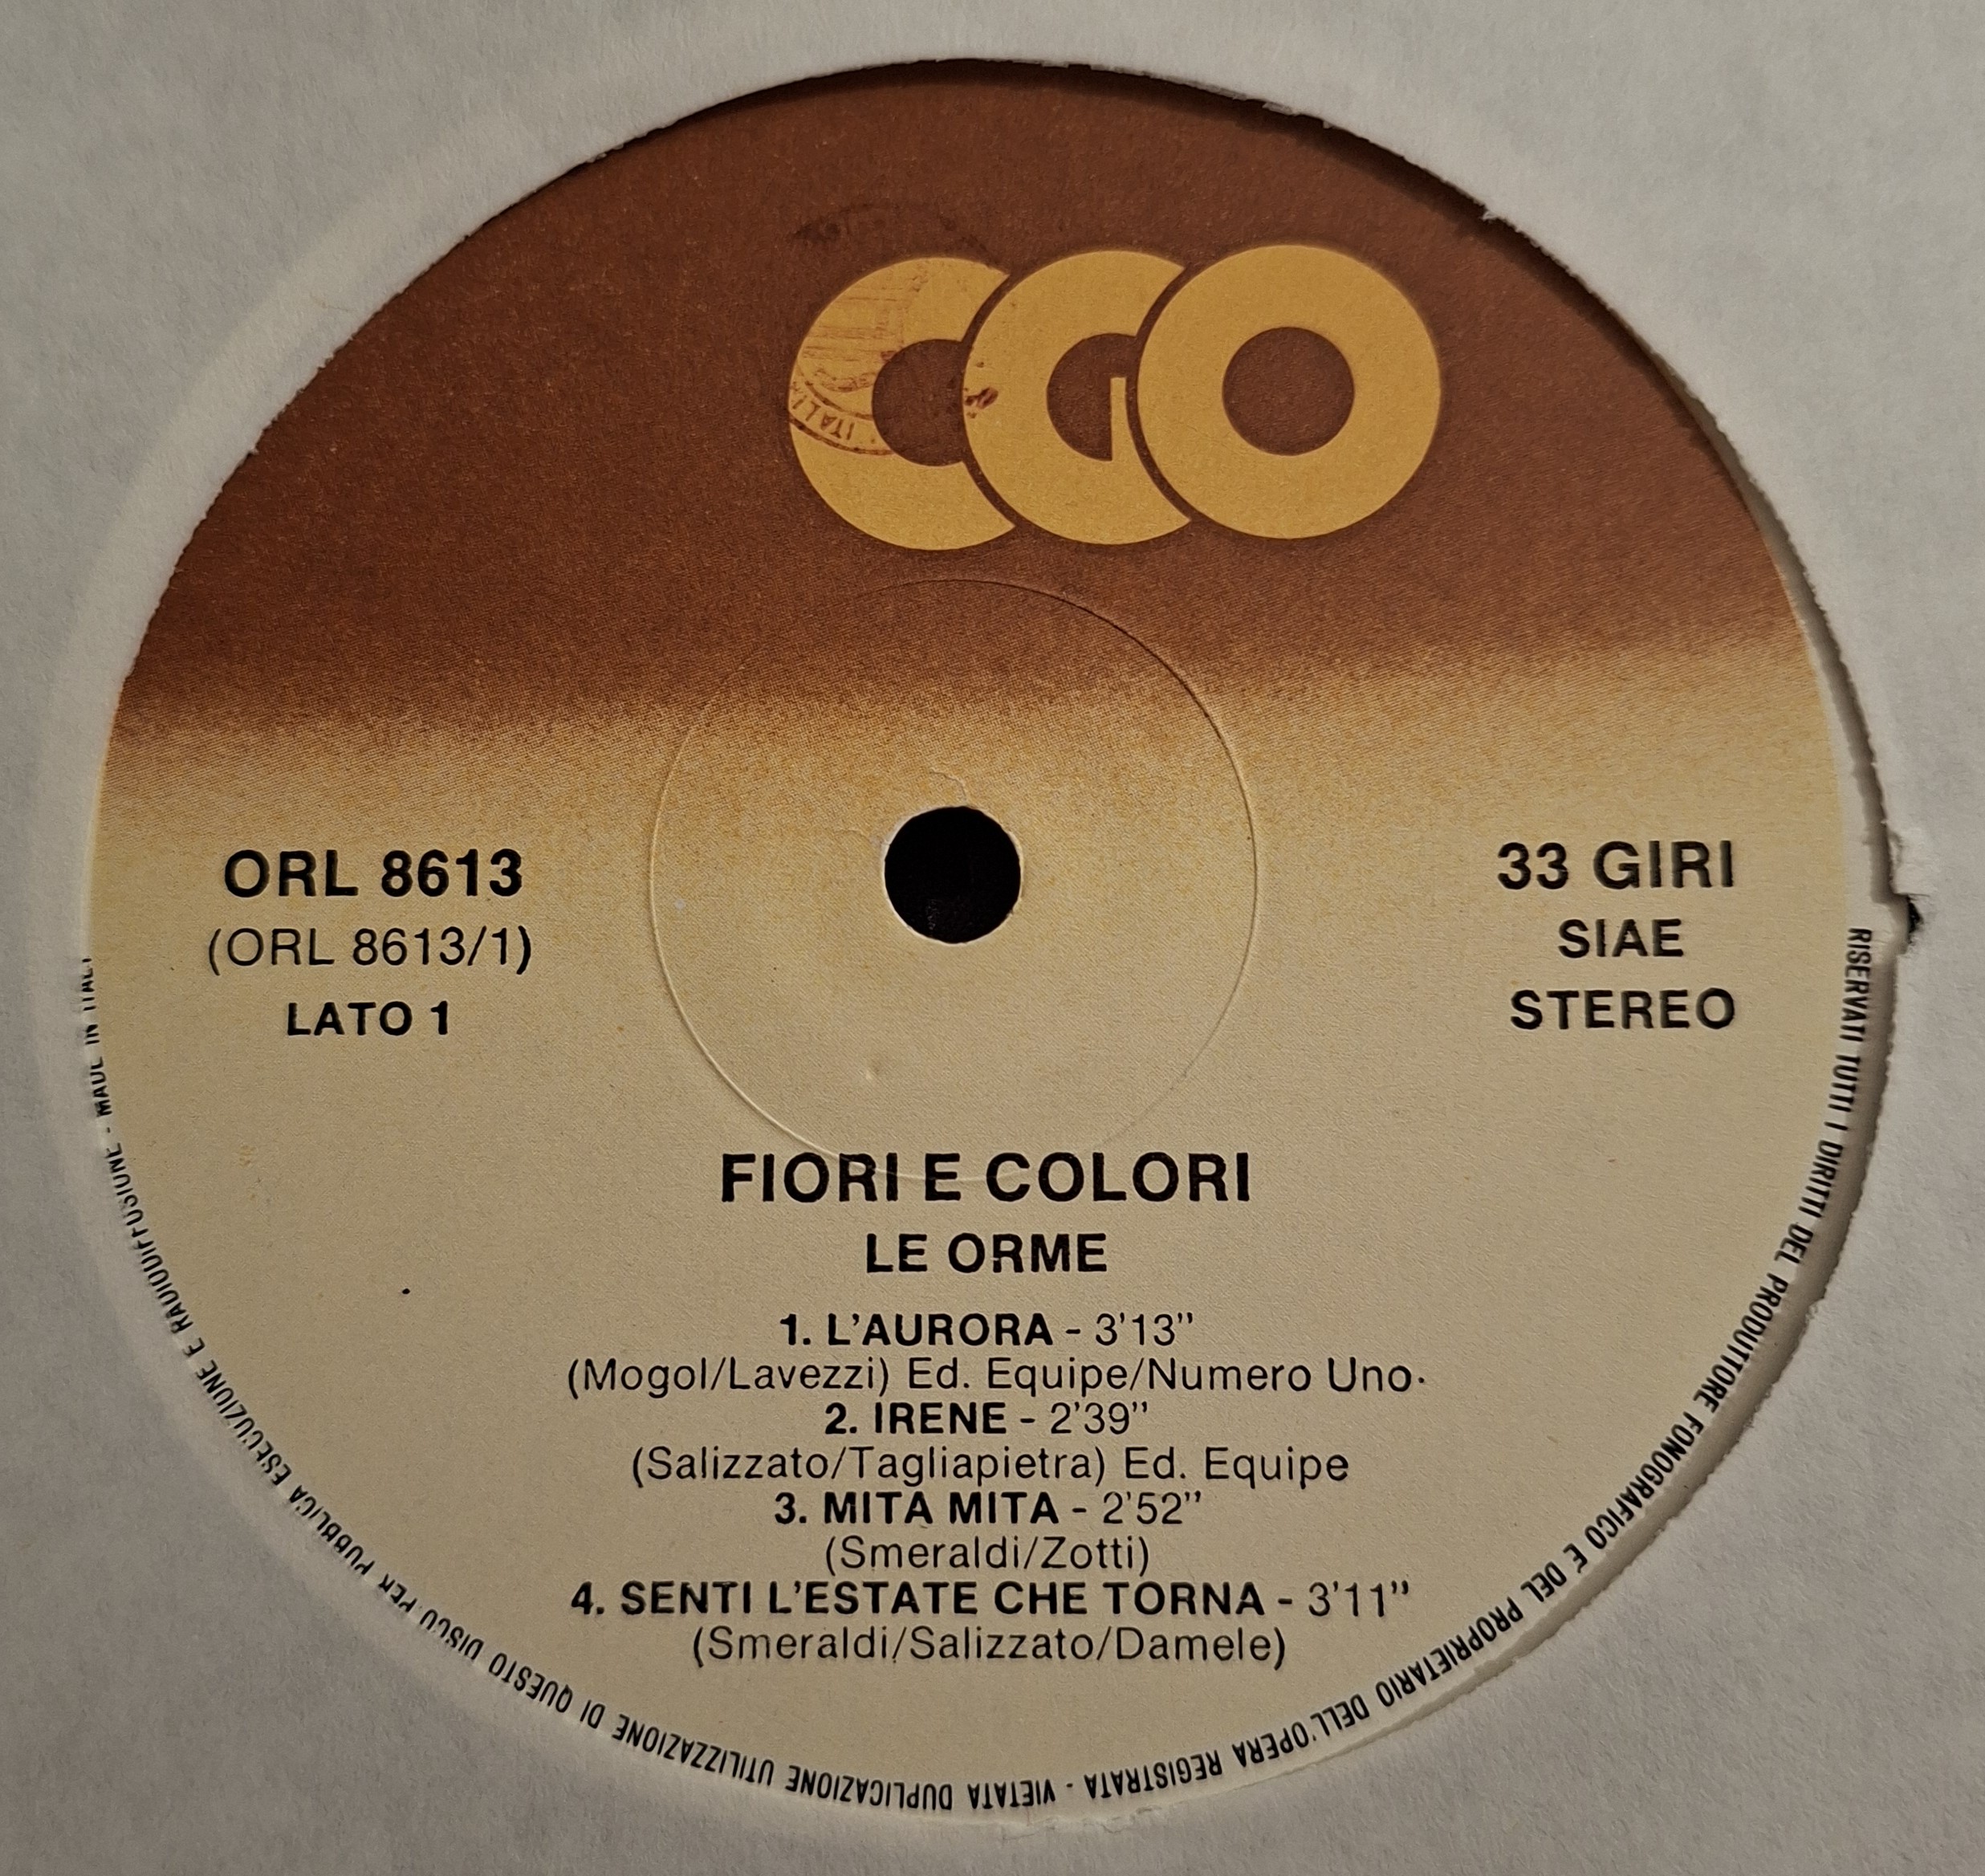 CGO
ITALIA
ORL 8613
(ORL 8613/1)
LATO 1
33 GIRI
SIAE
STEREO
FIORI E COLORI
LE ORME
1. L'AURORA - 3'13"
(Mogol/Lavezzi) Ed. Equipe/Numero Uno.
2. IRENE - 2'39"
(Salizzato/Tagliapietra) Ed. Equipe
3. MITA MITA - 2'52"
(Smeraldi/Zotti)
4. SENTI L'ESTATE CHE TORNA - 3'11"
(Smeraldi/Salizzato/Damele)
RISERVATI TUTTI I DIRITTI DEL PRODUTTORE FONOGRAFICO E DEL PROPRIETARIO DELL'OPERA REGISTRATA - VIETATA DUPLICAZIONE UTILIZZAZIONE DI QUESTO DISCO PER PUBBLICA ESECUZIONE E RADIODIFFUSIONE - MADE IN ITALY